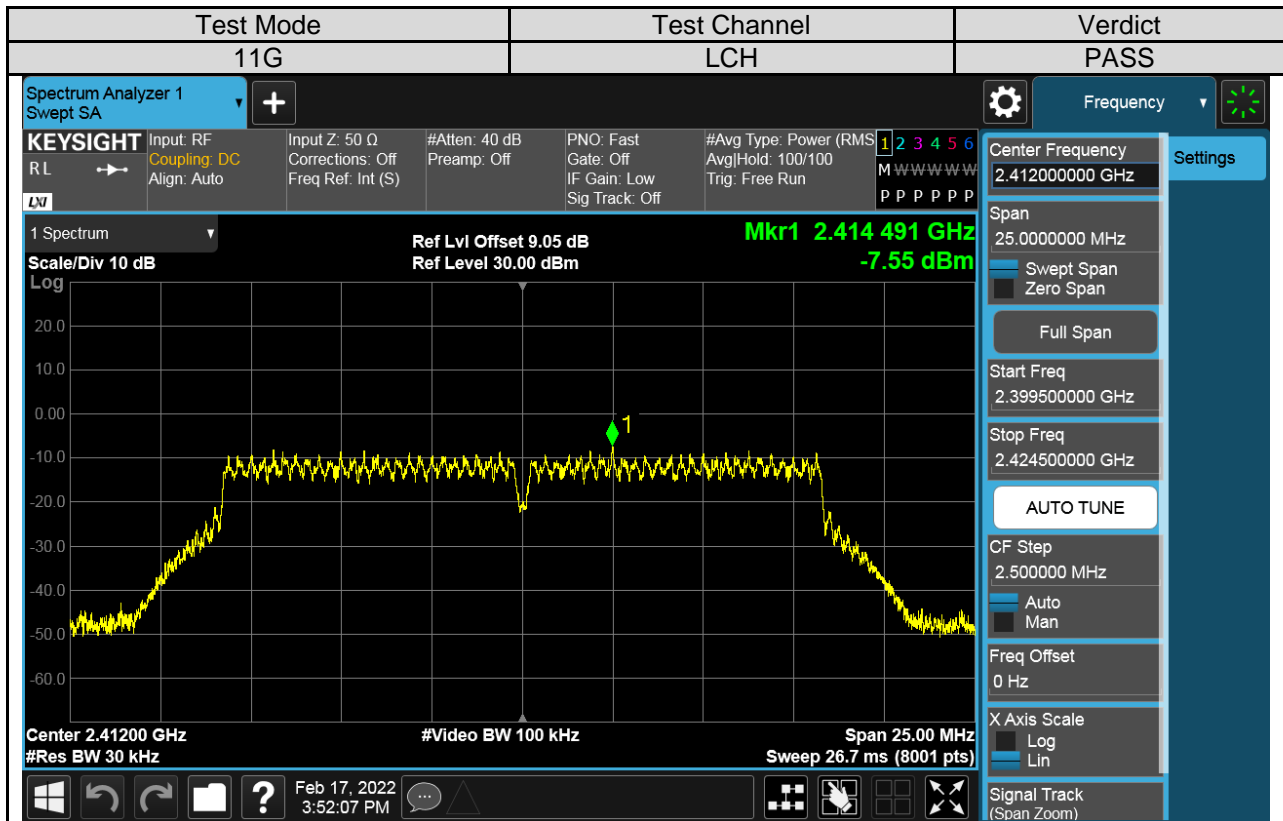 Test Mode Test Channel Verdict
11G LCH PASS
Spectrum Analyzer 1
Swept SA
+
Frequency
KEYSIGHT Input: RF Input Z: 50 Ω #Atten: 40 dB PNO: Fast #Avg Type: Power (RMS 1 2 3 4 5 6
RL Coupling: DC Corrections: Off Preamp: Off Gate: Off Avg|Hold: 100/100 M W W W W W
Align: Auto Freq Ref: Int (S) IF Gain: Low Trig: Free Run
LXI Sig Track: Off P P P P P P
1 Spectrum
Ref Lvl Offset 9.05 dB
Mkr1 2.414 491 GHz
Scale/Div 10 dB
Ref Level 30.00 dBm
-7.55 dBm
Log
20.0
10.0
0.00
-10.0
-20.0
-30.0
-40.0
-50.0
-60.0
1
Center 2.41200 GHz #Video BW 100 kHz Span 25.00 MHz
#Res BW 30 kHz Sweep 26.7 ms (8001 pts)
Center Frequency
2.412000000 GHz
Settings
Span
25.0000000 MHz
Swept Span
Zero Span
Full Span
Start Freq
2.399500000 GHz
Stop Freq
2.424500000 GHz
AUTO TUNE
CF Step
2.500000 MHz
Auto
Man
Freq Offset
0 Hz
X Axis Scale
Log
Lin
Signal Track
(Span Zoom)
?
Feb 17, 2022
3:52:07 PM